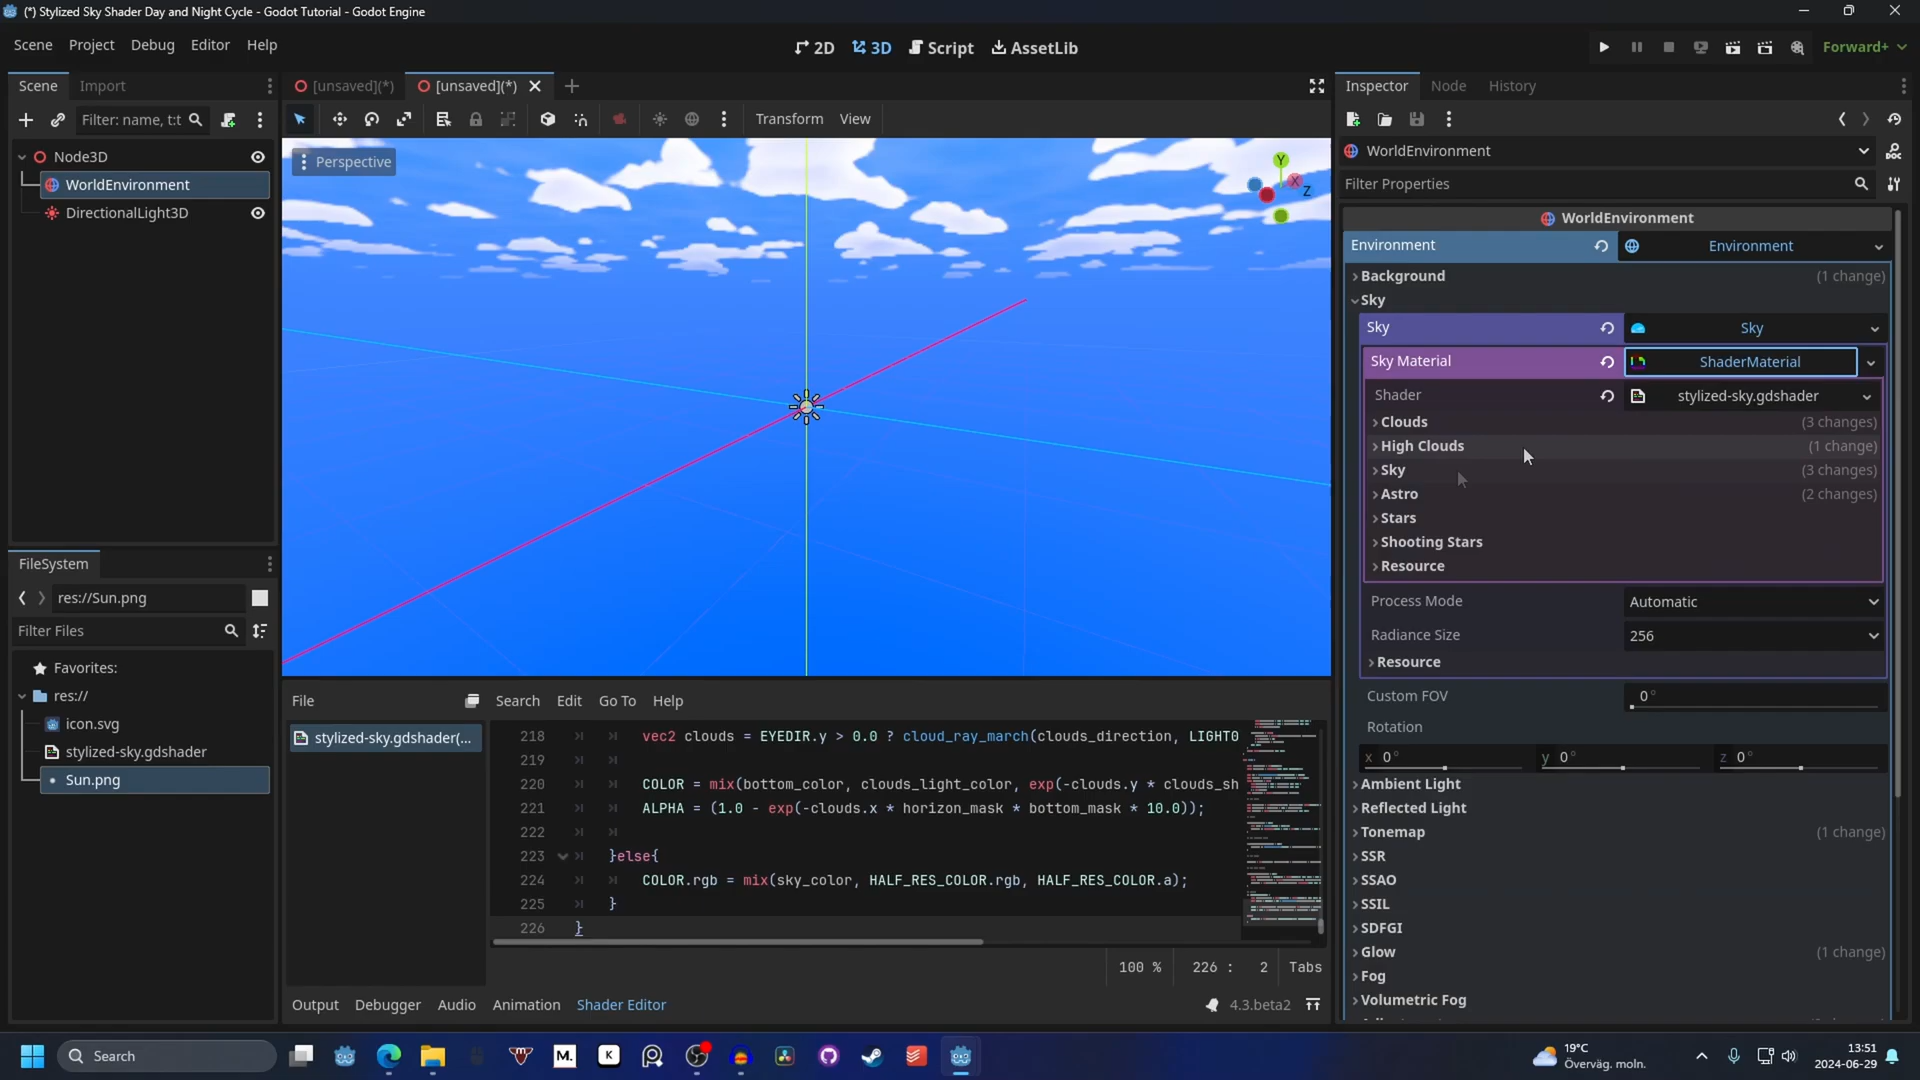 (*) Stylized Sky Shader Day and Night Cycle - Godot Tutorial - Godot Engine
Scene Project Debug Editor Help
2D 3D Script AssetLib
Forward+
Scene Import
[unsaved](*) [unsaved](*)
Inspector Node History
Filter: name, t:t
Transform View
Node3D
WorldEnvironment
DirectionalLight3D
Perspective
Y
X
Z
WorldEnvironment
Filter Properties
WorldEnvironment
Environment Environment
Background (1 change)
Sky
Sky Sky
Sky Material ShaderMaterial
Shader stylized-sky.gdshader
Clouds (3 changes)
High Clouds (1 change)
Sky (3 changes)
Astro (2 changes)
Stars
Shooting Stars
Resource
Process Mode Automatic
Radiance Size 256
Resource
Custom FOV 0°
Rotation
x 0° y 0° z 0°
Ambient Light
Reflected Light
Tonemap (1 change)
SSR
SSAO
SSIL
SDFGI
Glow (1 change)
Fog
Volumetric Fog
FileSystem
res://Sun.png
Filter Files
Favorites:
res://
icon.svg
stylized-sky.gdshader
Sun.png
File Search Edit Go To Help
stylized-sky.gdshader(...
218 vec2 clouds = EYEDIR.y > 0.0 ? cloud_ray_march(clouds_direction, LIGHT0
219
220 COLOR = mix(bottom_color, clouds_light_color, exp(-clouds.y * clouds_sh
221 ALPHA = (1.0 - exp(-clouds.x * horizon_mask * bottom_mask * 10.0));
222
223 }else{
224 COLOR.rgb = mix(sky_color, HALF_RES_COLOR.rgb, HALF_RES_COLOR.a);
225 }
226 }
100 % 226 : 2 Tabs
Output Debugger Audio Animation Shader Editor
4.3.beta2
Search
M.
K
19°C
Överväg. moln.
13:51
2024-06-29